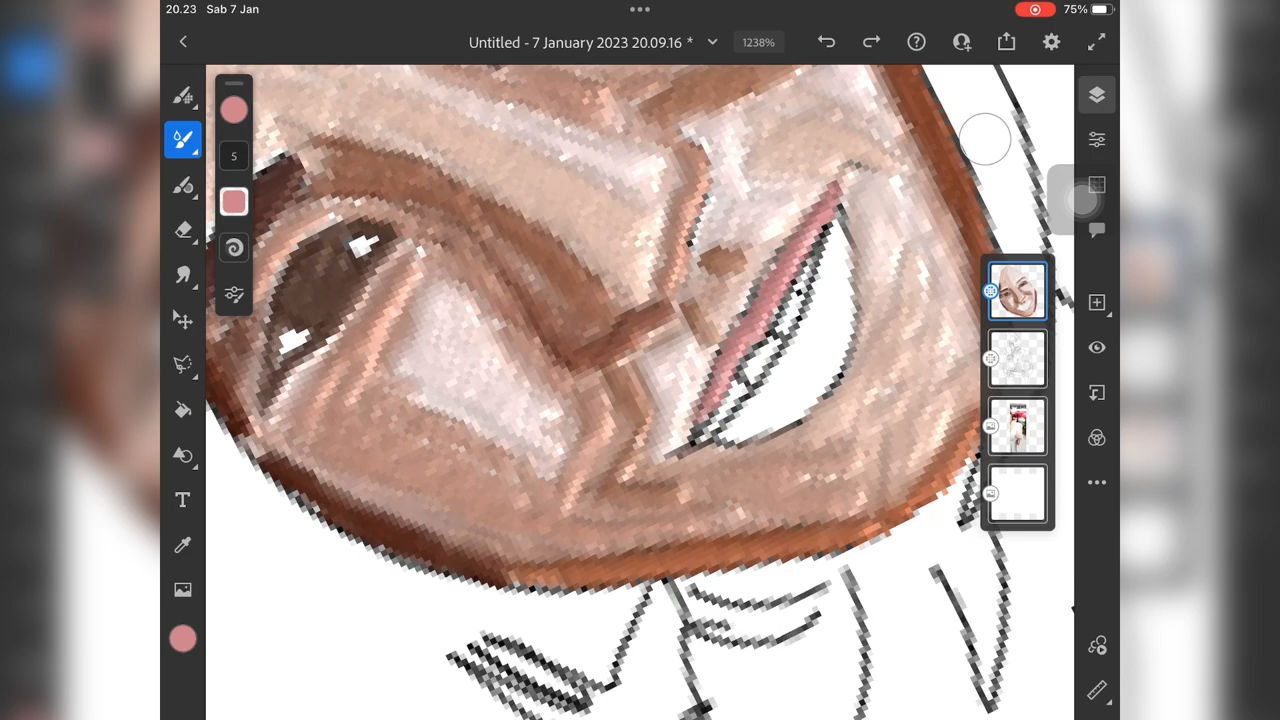 20.23 Sab 7 Jan
75%
Untitled - 7 January 2023 20.09.16 *
1238%
5
T